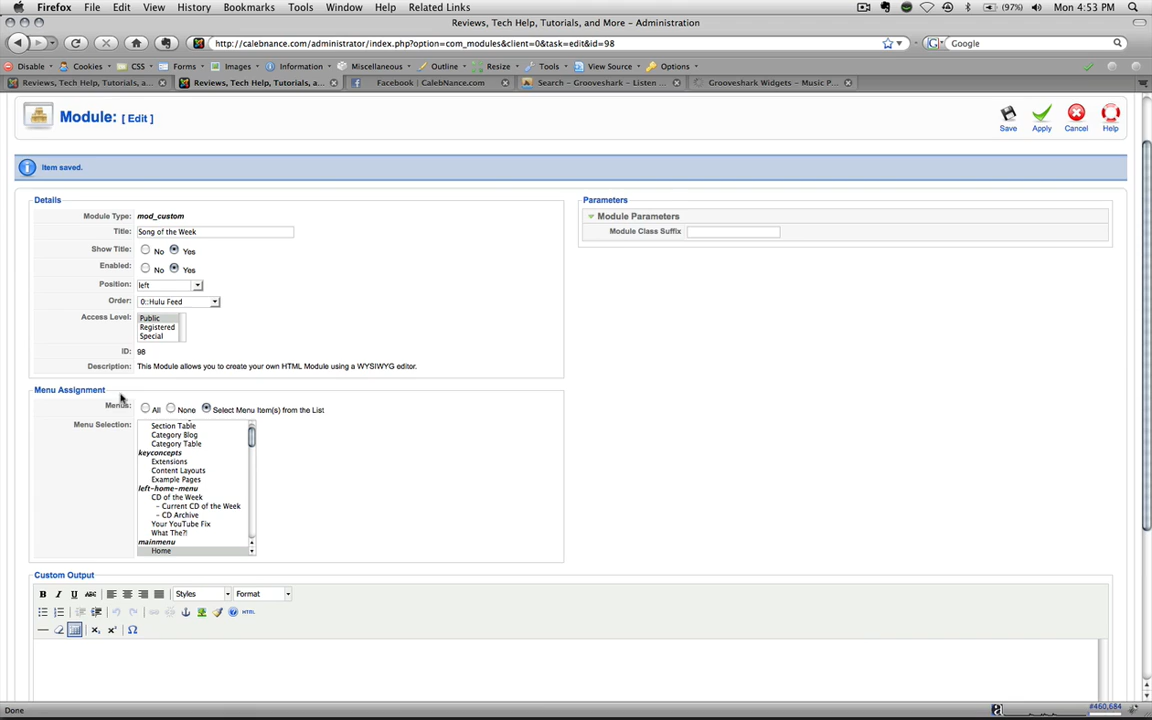 Firefox File Edit View History Bookmarks Tools Window Help Related Links (97%) Mon 4:53 PM
Reviews, Tech Help, Tutorials, and More - Administration
http://calebnance.com/administrator/index.php?option=com_modules&client=0&task=edit&id=98 Google
Disable Cookies CSS Forms Images Information Miscellaneous Outline Resize Tools View Source Options
Reviews, Tech Help, Tutorials, a... Reviews, Tech Help, Tutorials, a... Facebook | CalebNance.com Search - Grooveshark - Listen ... Grooveshark Widgets - Music P...
Module: [ Edit ]
Save Apply Cancel Help
Item saved.
Details
Module Type: mod_custom
Title: Song of the Week
Show Title: No Yes
Enabled: No Yes
Position: left
Order: 0::Hulu Feed
Access Level: Public
Registered
Special
ID: 98
Description: This Module allows you to create your own HTML Module using a WYSIWYG editor.
Parameters
Module Parameters
Module Class Suffix
Menu Assignment
Menus: All None Select Menu Item(s) from the List
Menu Selection: Section Table
Category Blog
Category Table
keyconcepts
Extensions
Content Layouts
Example Pages
left-home-menu
CD of the Week
- Current CD of the Week
- CD Archive
Your YouTube Fix
What The?!
mainmenu
Home
Custom Output
B I U ABC Styles Format
HTML
x₂ x² Ω
Done #460,684